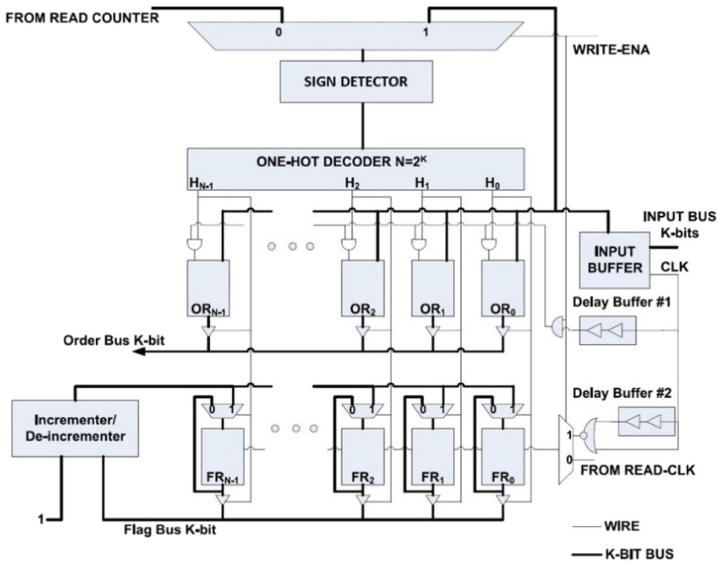 FROM READ COUNTER
0 1
WRITE-ENA
SIGN DETECTOR
ONE-HOT DECODER N=2ᴷ
H_N-1 H₂ H₁ H₀
INPUT BUS
K-bits
INPUT
BUFFER
CLK
OR_N-1 OR₂ OR₁ OR₀
Delay Buffer #1
Order Bus K-bit
Delay Buffer #2
0 1 0 1 0 1 0 1
Incrementer/
De-incrementer
1
0
FROM READ-CLK
FR_N-1 FR₂ FR₁ FR₀
1
Flag Bus K-bit
WIRE
K-BIT BUS